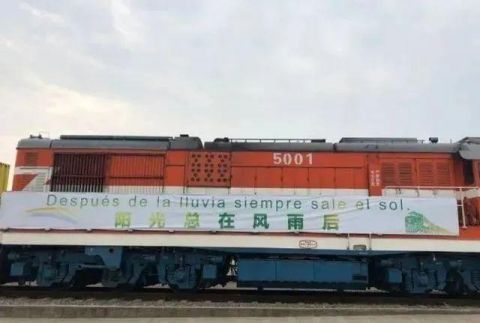 5001
Después de la lluvia siempre sale el sol.
阳光总在风雨后